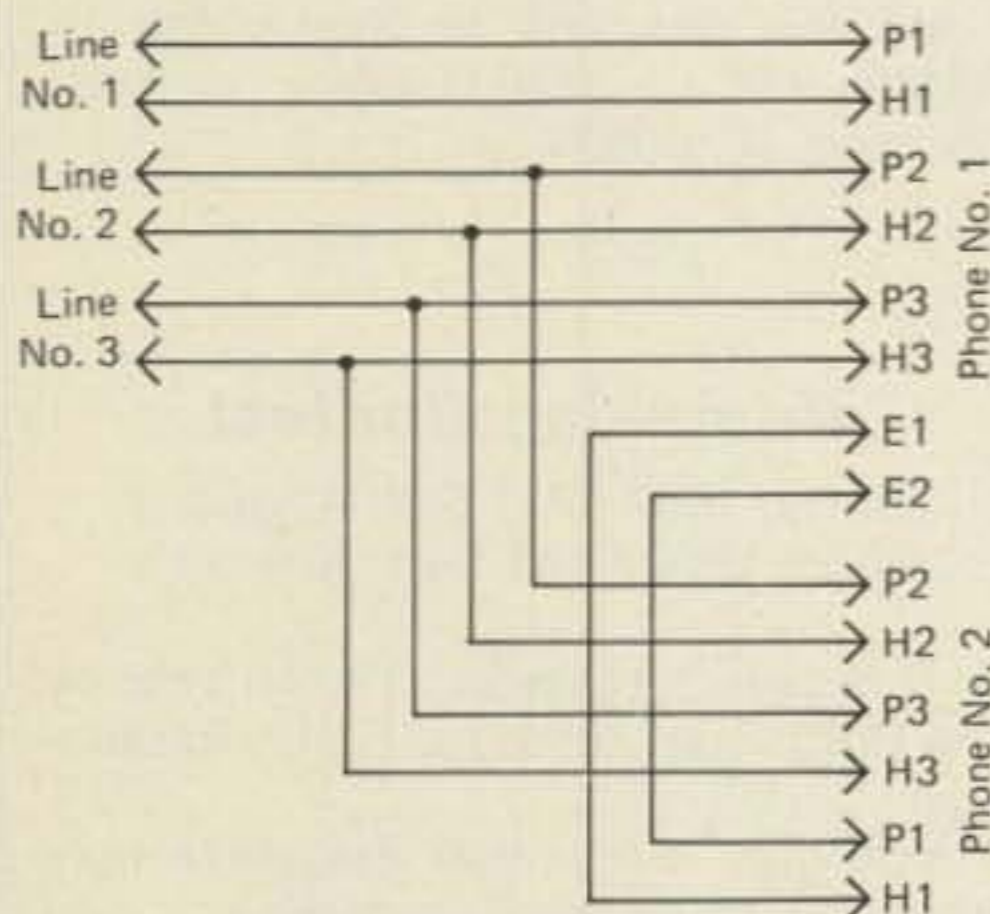 Line
No. 1
Line
No. 2
Line
No. 3
P1
H1
P2
H2
P3
H3
E1
E2
Phone No. 1
P2
H2
P3
H3
P1
H1
Phone No. 2